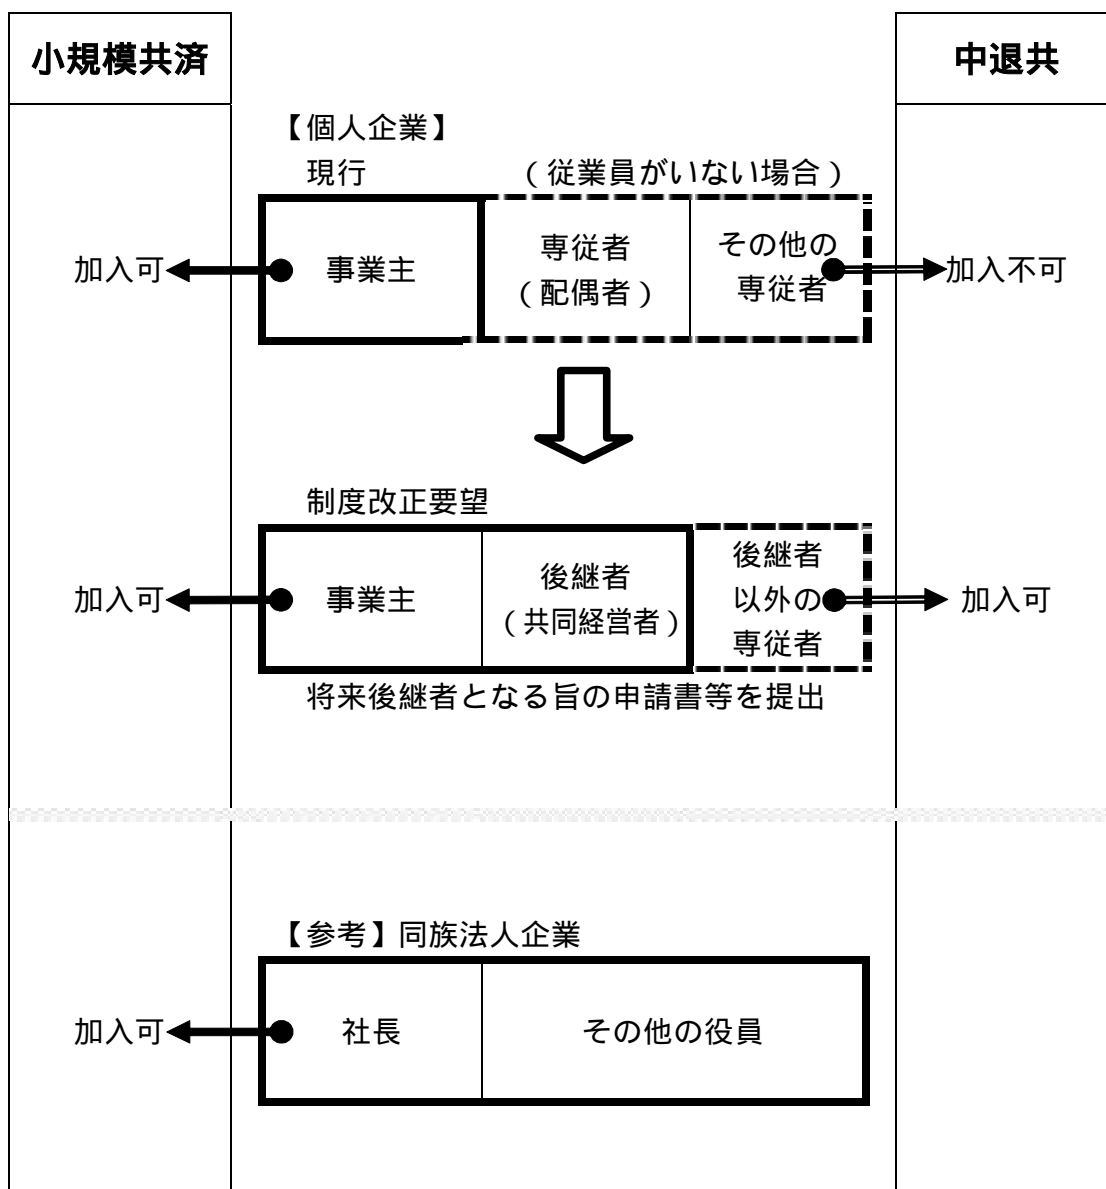 小規模共済
中退共
【個人企業】
現行
（従業員がいない場合）
加入可
事業主
専従者
（配偶者）
その他の
専従者
加入不可
制度改正要望
加入可
事業主
後継者
（共同経営者）
後継者
以外の
専従者
加入可
将来後継者となる旨の申請書等を提出
【参考】同族法人企業
加入可
社長
その他の役員